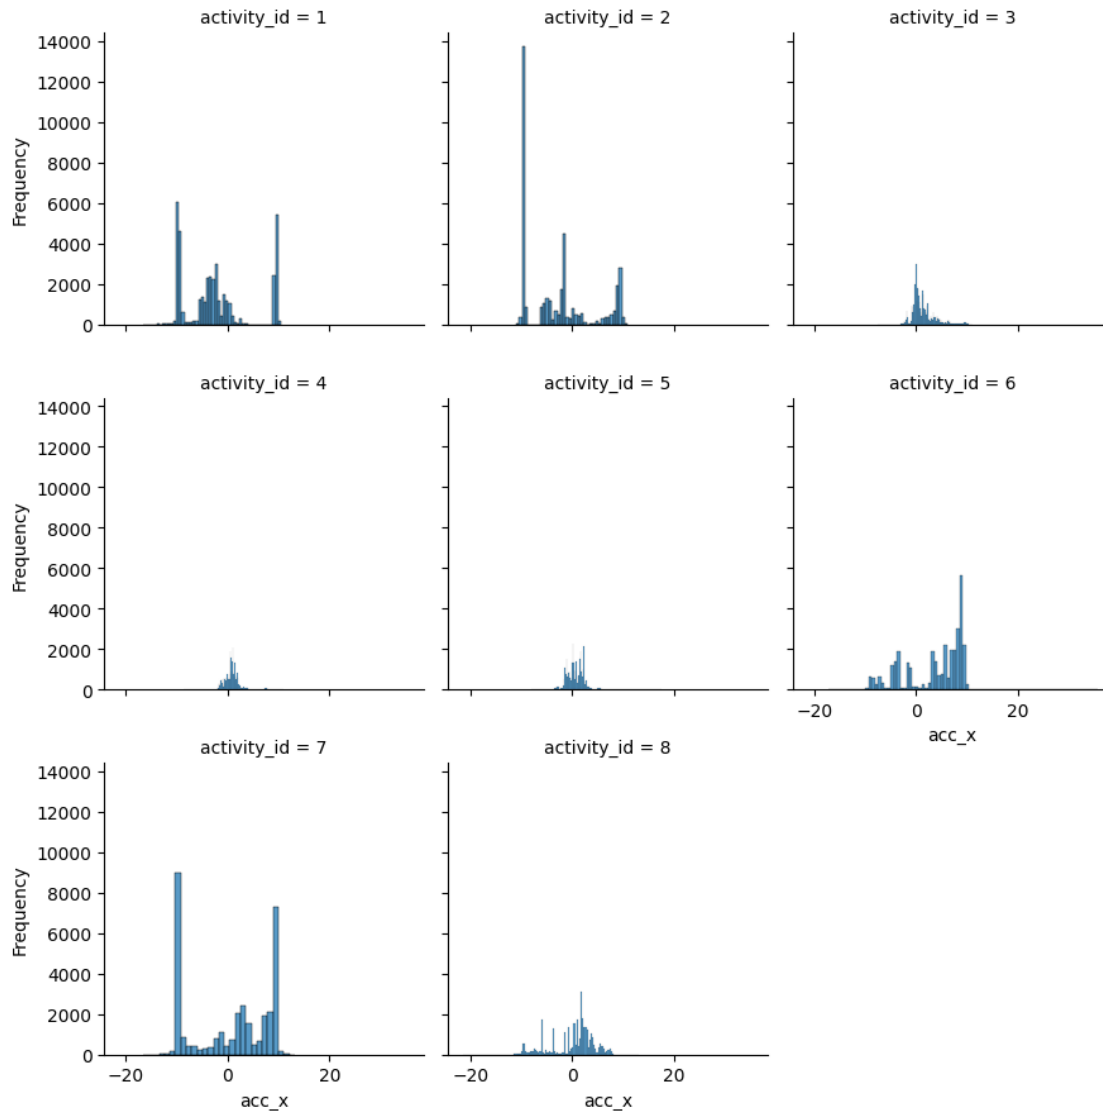 activity_id = 1 activity_id = 2 activity_id = 3
14000
12000
10000
8000
6000
4000
2000
0
Frequency
activity_id = 4 activity_id = 5 activity_id = 6
14000
12000
10000
8000
6000
4000
2000
0
Frequency
−20 0 20
acc_x
activity_id = 7 activity_id = 8
14000
12000
10000
8000
6000
4000
2000
0
Frequency
−20 0 20 −20 0 20
acc_x acc_x